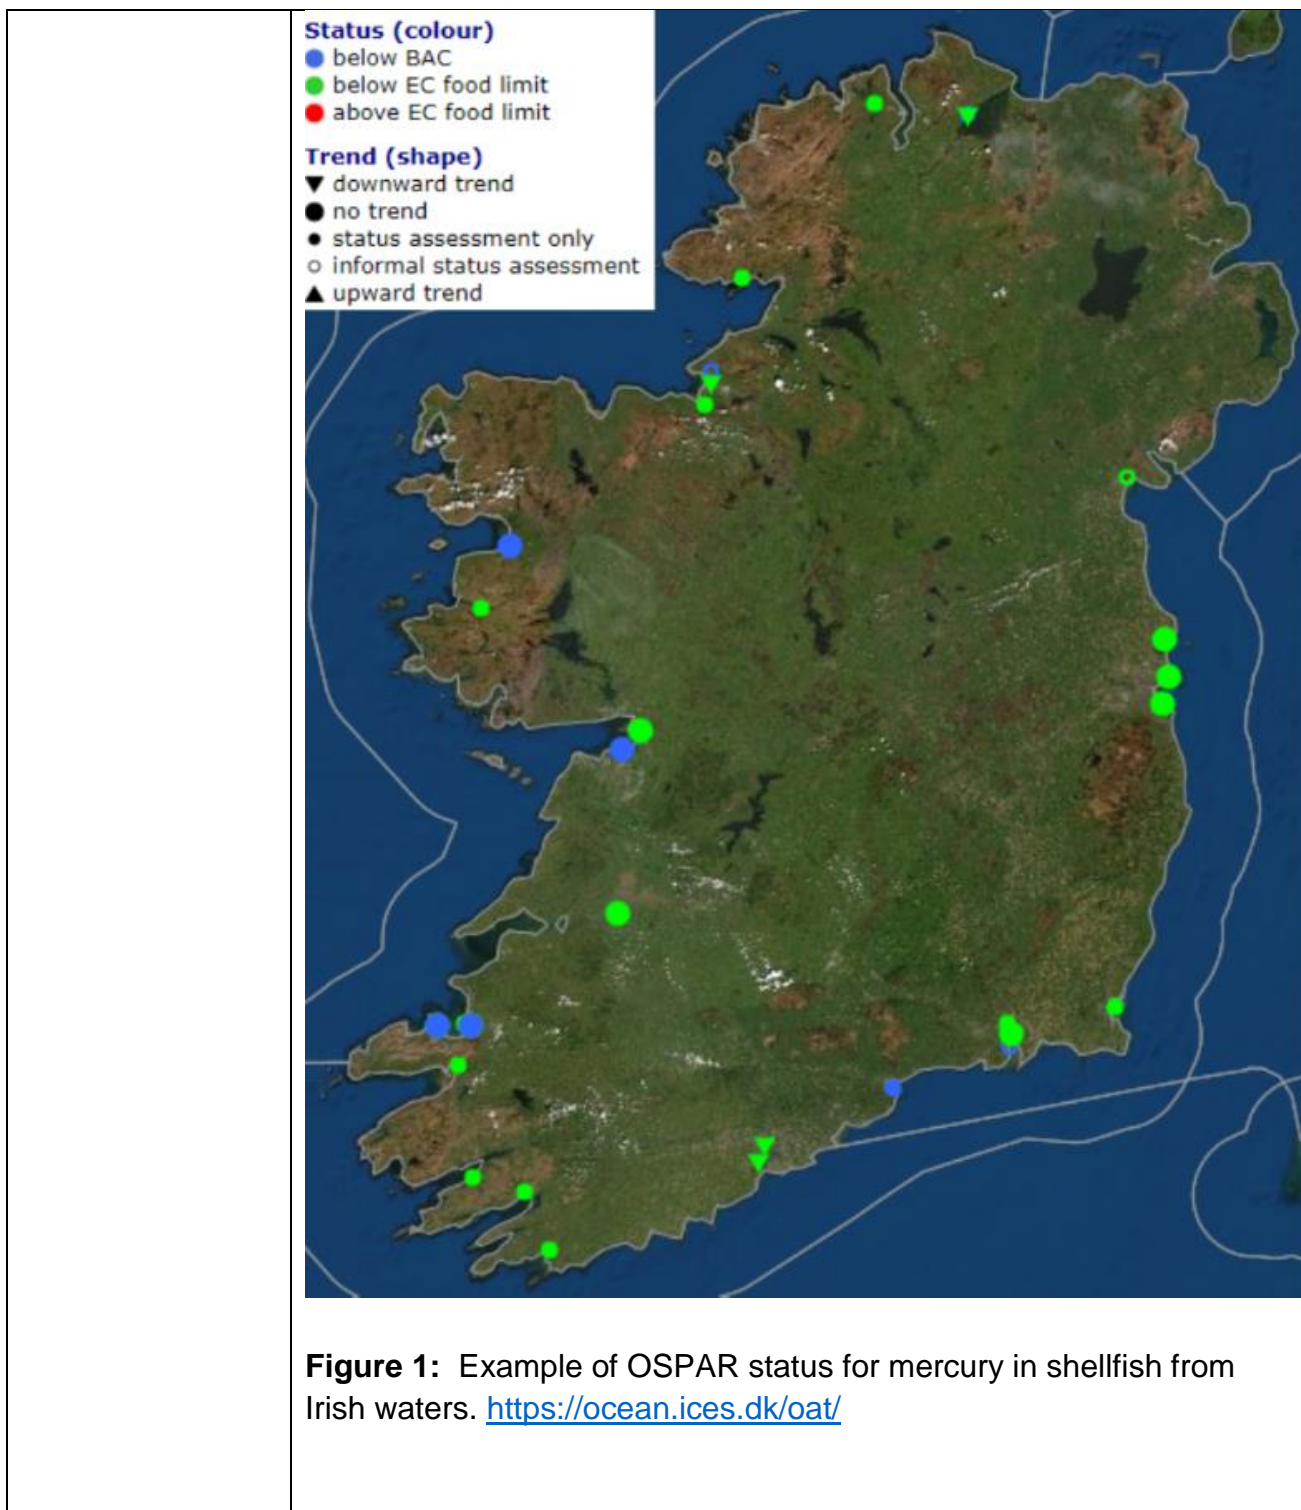 Status (colour)
below BAC
below EC food limit
above EC food limit
Trend (shape)
downward trend
no trend
status assessment only
informal status assessment
upward trend
Figure 1: Example of OSPAR status for mercury in shellfish from
Irish waters. https://ocean.ices.dk/oat/